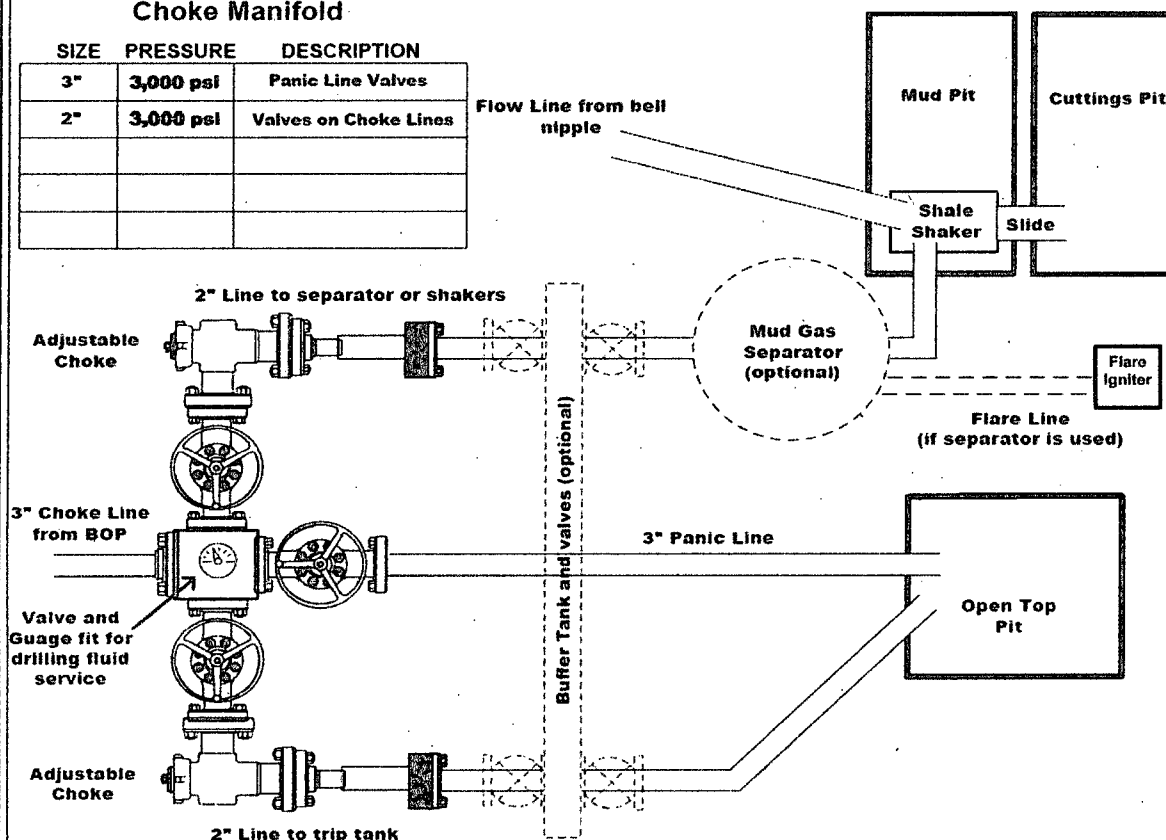 Choke Manifold
SIZE PRESSURE DESCRIPTION
3" 3,000 psi Panic Line Valves
2" 3,000 psi Valves on Choke Lines
Flow Line from bell
nipple
Mud Pit
Cuttings Pit
Shale
Shaker
Slide
2" Line to separator or shakers
Adjustable
Choke
Mud Gas
Separator
(optional)
Flare
Igniter
Flare Line
(if separator is used)
Buffer Tank and valves (optional)
3" Choke Line
from BOP
3" Panic Line
Open Top
Pit
Valve and
Guage fit for
drilling fluid
service
Adjustable
Choke
2" Line to trip tank